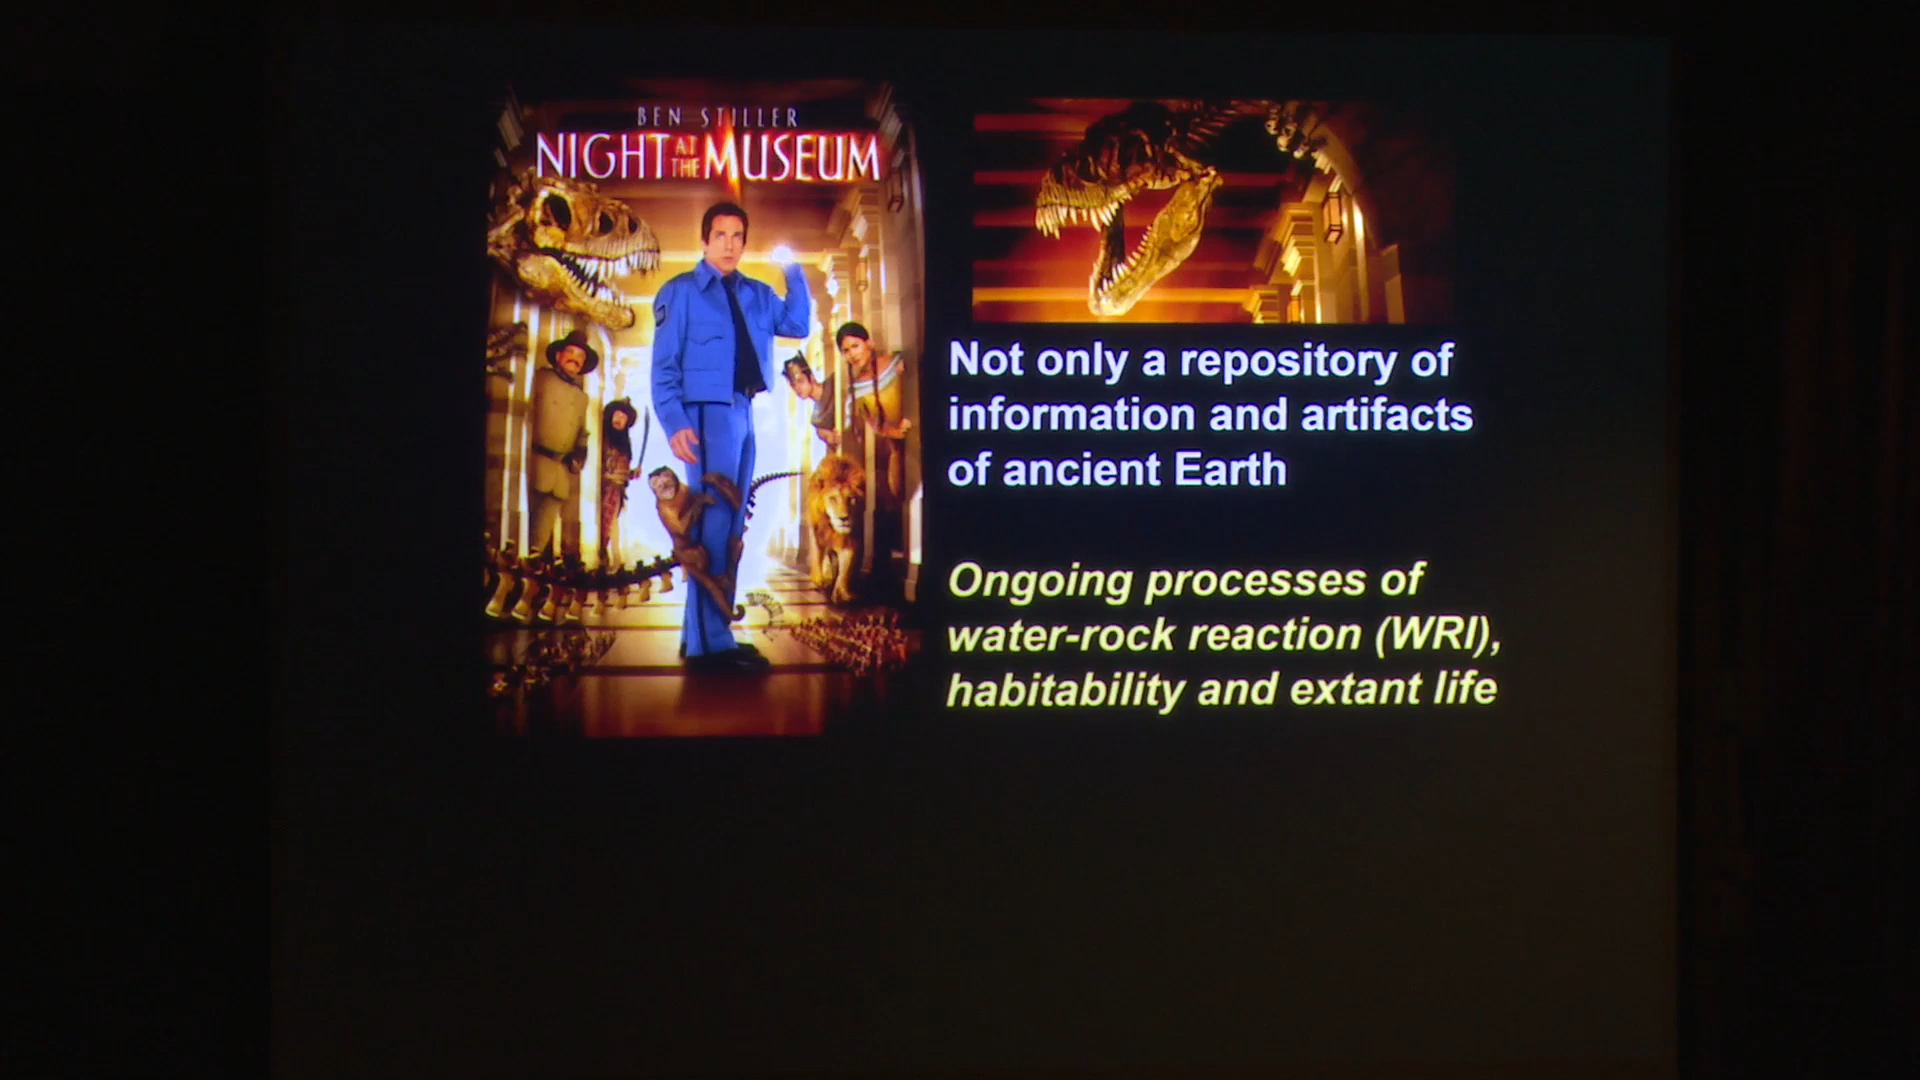 BEN STILLER
NIGHT AT THE MUSEUM
Not only a repository of
information and artifacts
of ancient Earth
Ongoing processes of
water-rock reaction (WRI),
habitability and extant life